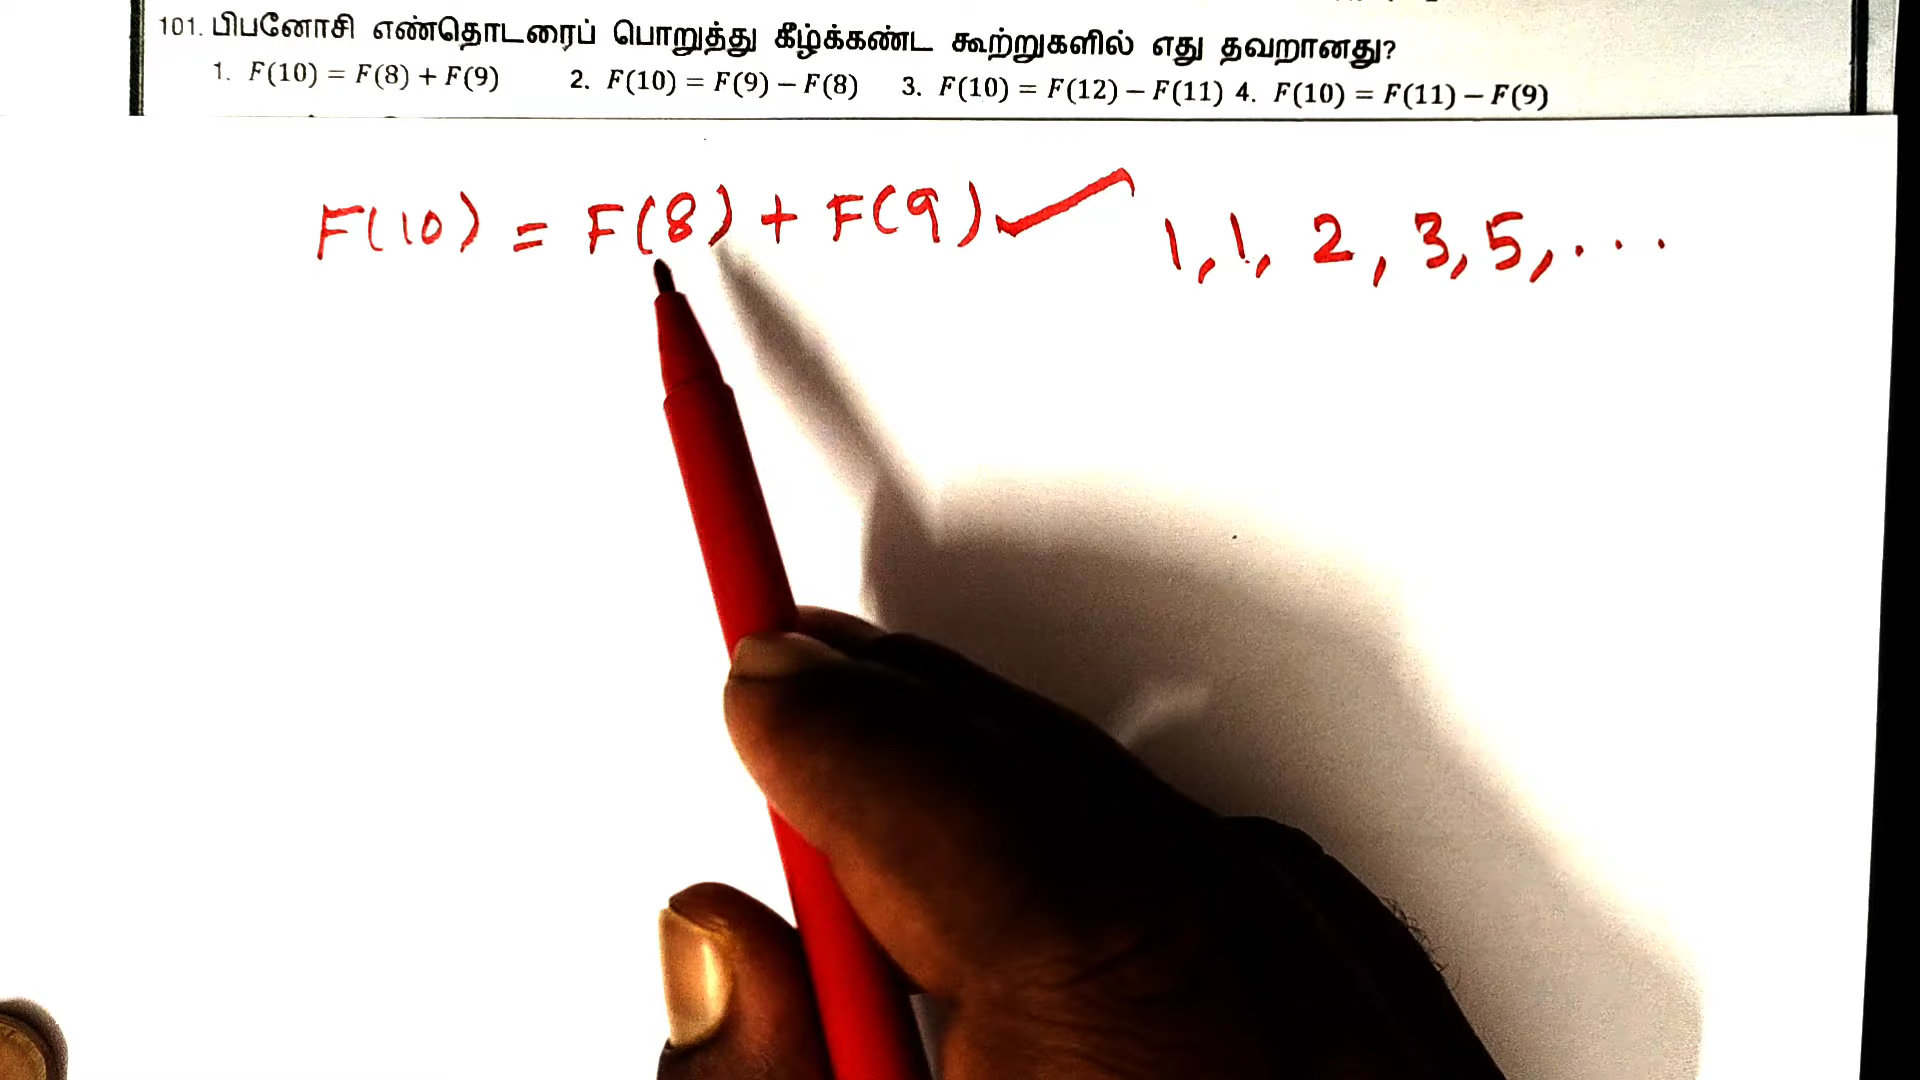 101. பிபனோசி எண்தொடரைப் பொறுத்து கீழ்க்கண்ட கூற்றுகளில் எது தவறானது?
1. F(10) = F(8) + F(9) 2. F(10) = F(9) − F(8) 3. F(10) = F(12) − F(11) 4. F(10) = F(11) − F(9)
F(10) = F(8) + F(9) ✓ 1, 1, 2, 3, 5, ...